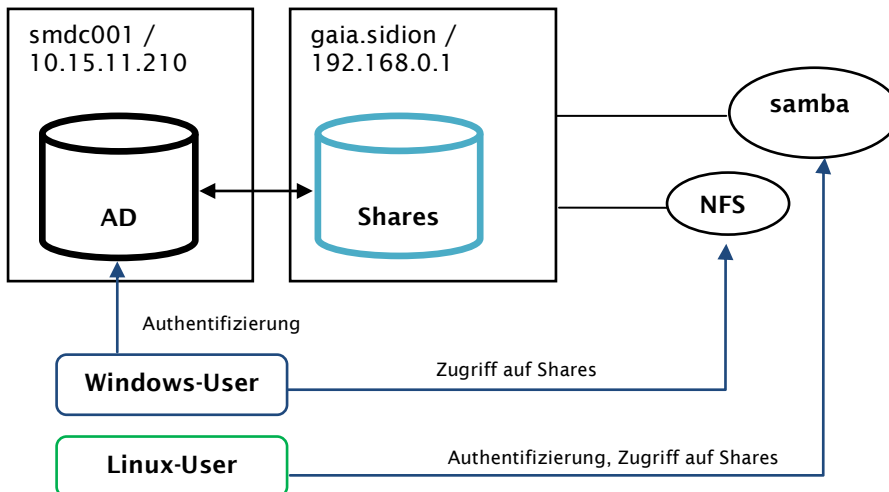 smdc001 /
10.15.11.210
gaia.sidion /
192.168.0.1
samba
AD
Shares
NFS
Authentifizierung
Windows-User
Zugriff auf Shares
Linux-User
Authentifizierung, Zugriff auf Shares